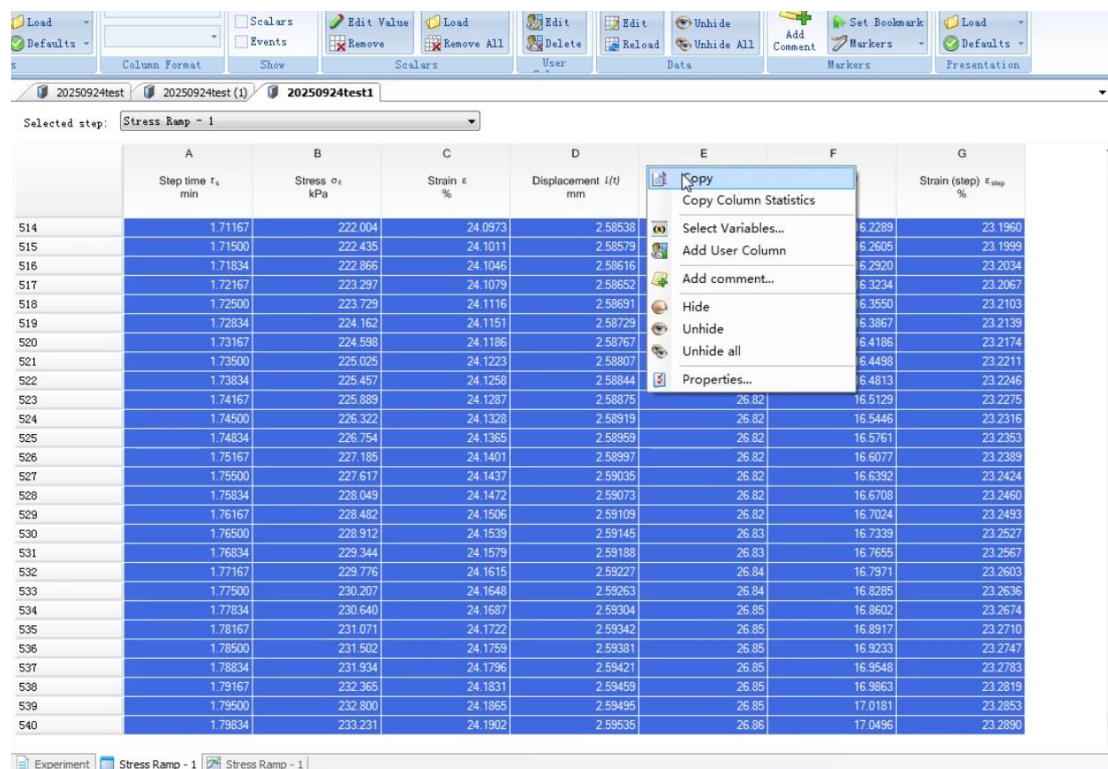 Load Scalars Edit Value Load Edit Edit Unhide Add Comment Set Bookmark Load
Defaults Events Remove Remove All Delete Reload Unhide All Markers Defaults
Column Format Show Scalars User Data Markers Presentation
20250924test 20250924test (1) 20250924test1
Selected step: Stress Ramp - 1
A B C D E F G
Step time tₛ Stress σ Strain ε Displacement L(t) Strain (step) ε step
min kPa % mm %
Copy
Copy Column Statistics
Select Variables...
Add User Column
Add comment...
Hide
Unhide
Unhide all
Properties...
514 1.71167 222.004 24.0973 2.58538 6.2289 23.1960
515 1.71500 222.435 24.1011 2.58579 6.2605 23.1999
516 1.71834 222.866 24.1046 2.58616 6.2920 23.2034
517 1.72167 223.297 24.1079 2.58652 6.3234 23.2067
518 1.72500 223.729 24.1116 2.58691 6.3550 23.2103
519 1.72834 224.162 24.1151 2.58729 6.3867 23.2139
520 1.73167 224.598 24.1186 2.58767 6.4186 23.2174
521 1.73500 225.025 24.1223 2.58807 6.4498 23.2211
522 1.73834 225.457 24.1258 2.58844 6.4813 23.2246
523 1.74167 225.889 24.1287 2.58875 26.82 16.5129 23.2275
524 1.74500 226.322 24.1328 2.58919 26.82 16.5446 23.2316
525 1.74834 226.754 24.1365 2.58959 26.82 16.5761 23.2353
526 1.75167 227.185 24.1401 2.58997 26.82 16.6077 23.2389
527 1.75500 227.617 24.1437 2.59035 26.82 16.6392 23.2424
528 1.75834 228.049 24.1472 2.59073 26.82 16.6708 23.2460
529 1.76167 228.482 24.1506 2.59109 26.82 16.7024 23.2493
530 1.76500 228.912 24.1539 2.59145 26.83 16.7339 23.2527
531 1.76834 229.344 24.1579 2.59188 26.83 16.7655 23.2567
532 1.77167 229.776 24.1615 2.59227 26.84 16.7971 23.2603
533 1.77500 230.207 24.1648 2.59263 26.84 16.8285 23.2636
534 1.77834 230.640 24.1687 2.59304 26.85 16.8602 23.2674
535 1.78167 231.071 24.1722 2.59342 26.85 16.8917 23.2710
536 1.78500 231.502 24.1759 2.59381 26.85 16.9233 23.2747
537 1.78834 231.934 24.1796 2.59421 26.85 16.9548 23.2783
538 1.79167 232.365 24.1831 2.59459 26.85 16.9863 23.2819
539 1.79500 232.800 24.1865 2.59495 26.85 17.0181 23.2853
540 1.79834 233.231 24.1902 2.59535 26.86 17.0496 23.2890
Experiment Stress Ramp - 1 Stress Ramp - 1